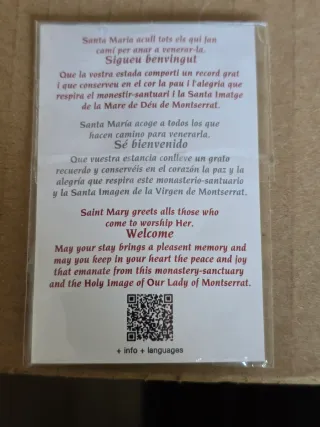 Santa Maria acull tots els qui fan
camí per anar a venerar-la.
Sigueu benvingut
Que la vostra estada comporti un record grat
i que conserveu en el cor la pau i l'alegria que
respira el monestir-santuari i la Santa Imatge
de la Mare de Déu de Montserrat.
Santa María acoge a todos los que
hacen camino para venerarla.
Sé bienvenido
Que vuestra estancia conlleve un grato
recuerdo y conservéis en el corazón la paz y la
alegría que respira este monasterio-santuario
y la Santa Imagen de la Virgen de Montserrat.
Saint Mary greets alls those who
come to worship Her.
Welcome
May your stay brings a pleasent memory and
may you keep in your heart the peace and joy
that emanate from this monastery-sanctuary
and the Holy Image of Our Lady of Montserrat.
+ info + languages